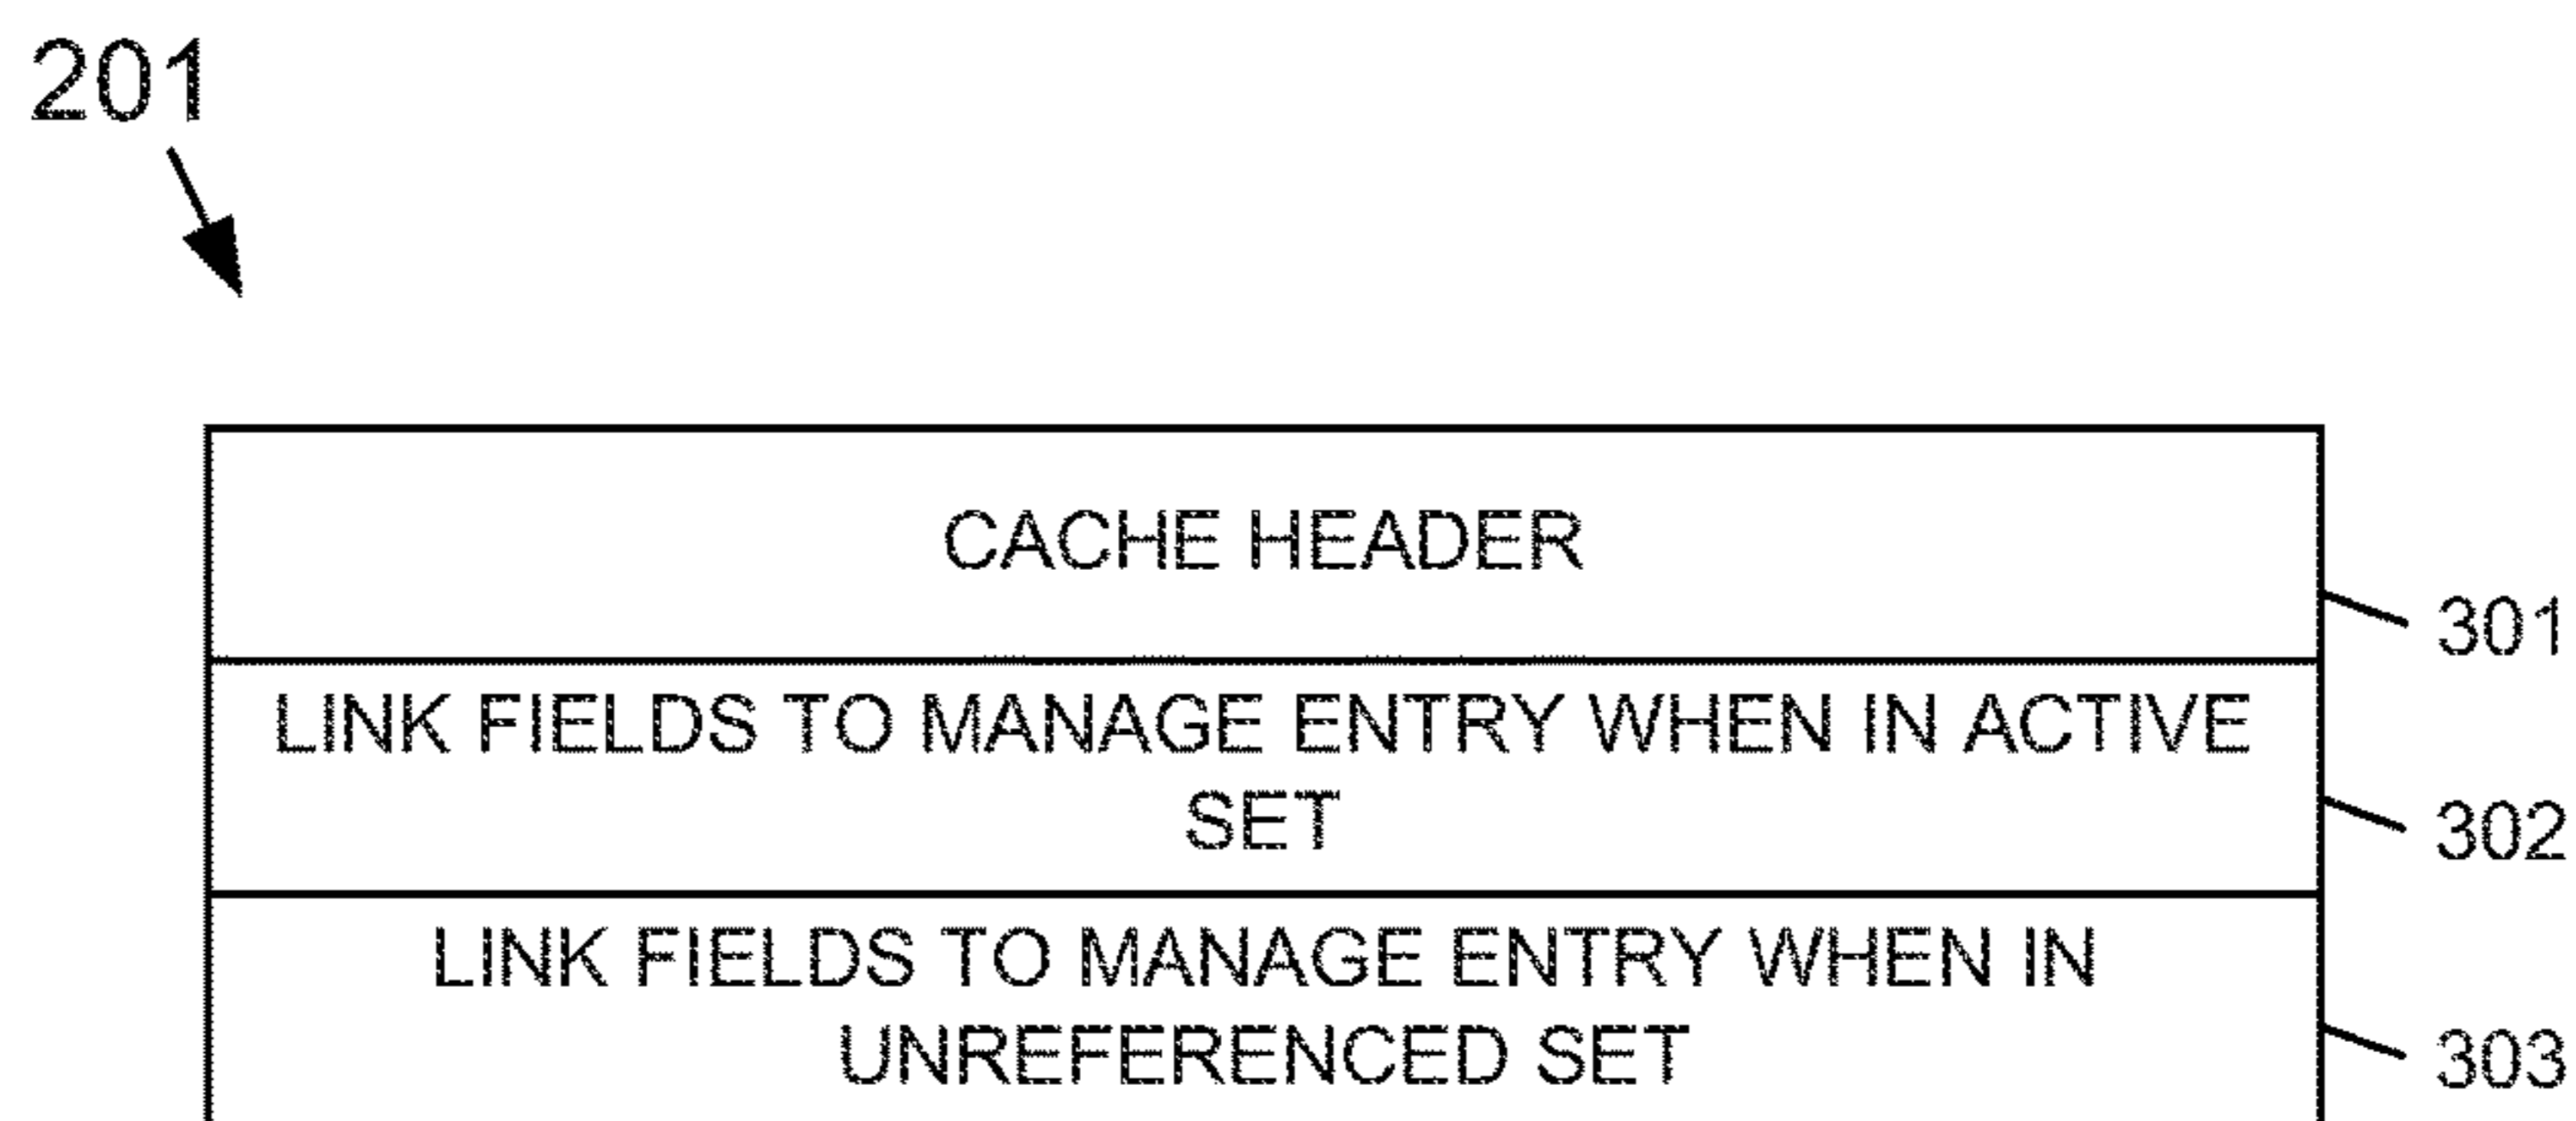 201
CACHE HEADER
301
LINK FIELDS TO MANAGE ENTRY WHEN IN ACTIVE
SET
302
LINK FIELDS TO MANAGE ENTRY WHEN IN
UNREFERENCED SET
303